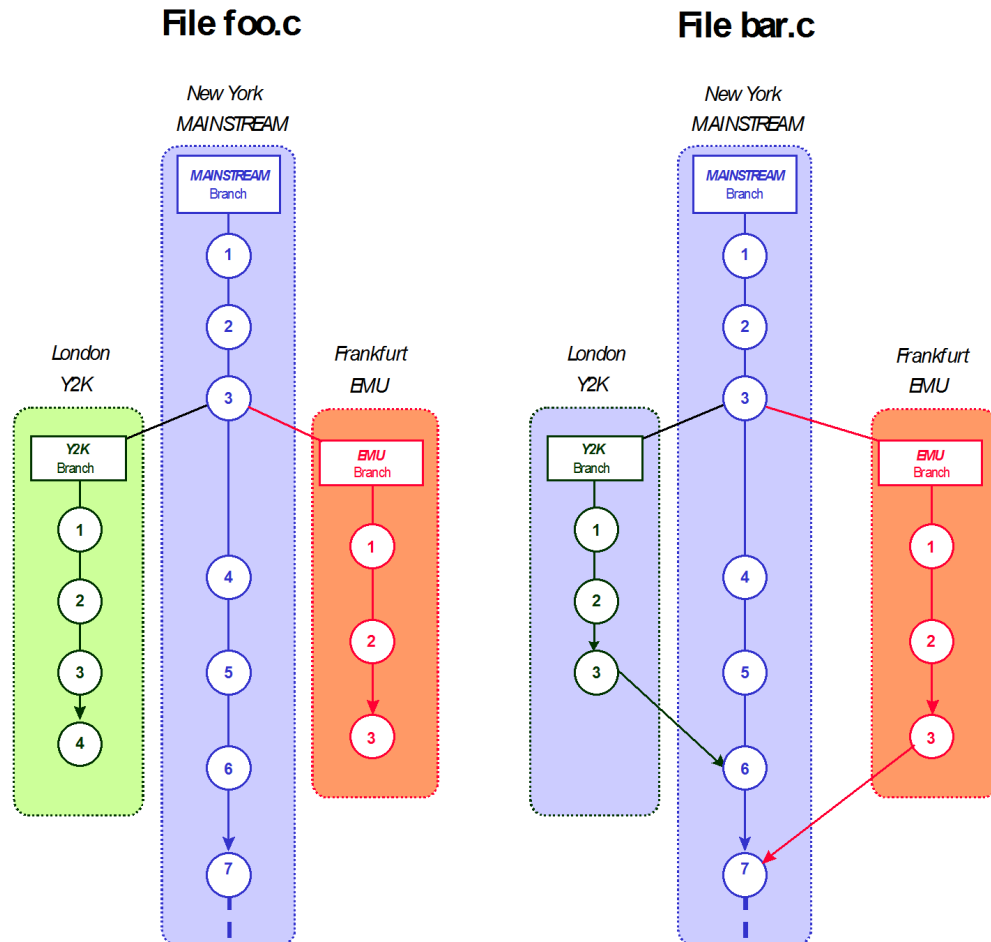 File foo.c
New York
MAINSTREAM
MAINSTREAM
Branch
1
2
3
London
Y2K
Y2K
Branch
1
2
3
4
Frankfurt
EMU
EMU
Branch
1
2
3
4
5
6
7
File bar.c
New York
MAINSTREAM
MAINSTREAM
Branch
1
2
3
London
Y2K
Y2K
Branch
1
2
3
Frankfurt
EMU
EMU
Branch
1
2
3
4
5
6
7